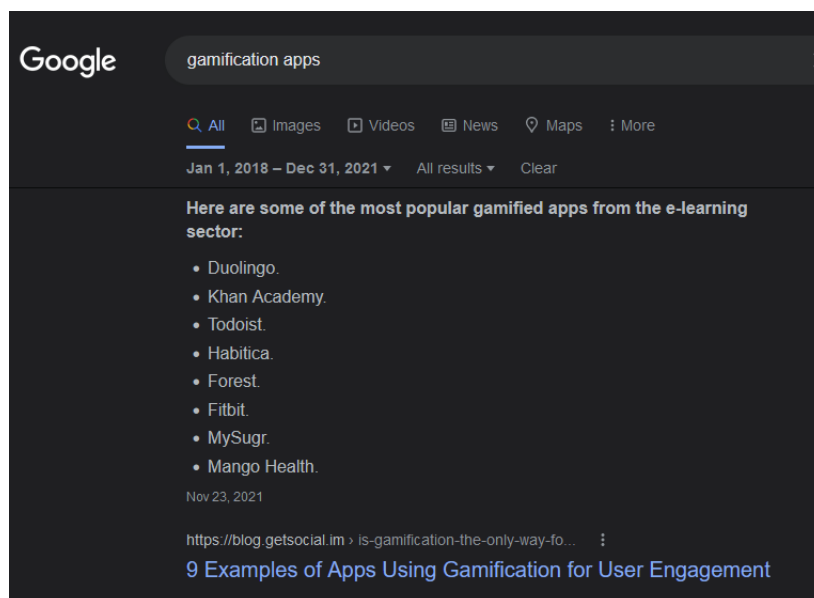 Google
gamification apps
All Images Videos News Maps More
Jan 1, 2018 – Dec 31, 2021 All results Clear
Here are some of the most popular gamified apps from the e-learning
sector:
• Duolingo.
• Khan Academy.
• Todoist.
• Habitica.
• Forest.
• Fitbit.
• MySugr.
• Mango Health.
Nov 23, 2021
https://blog.getsocial.im › is-gamification-the-only-way-fo...
9 Examples of Apps Using Gamification for User Engagement